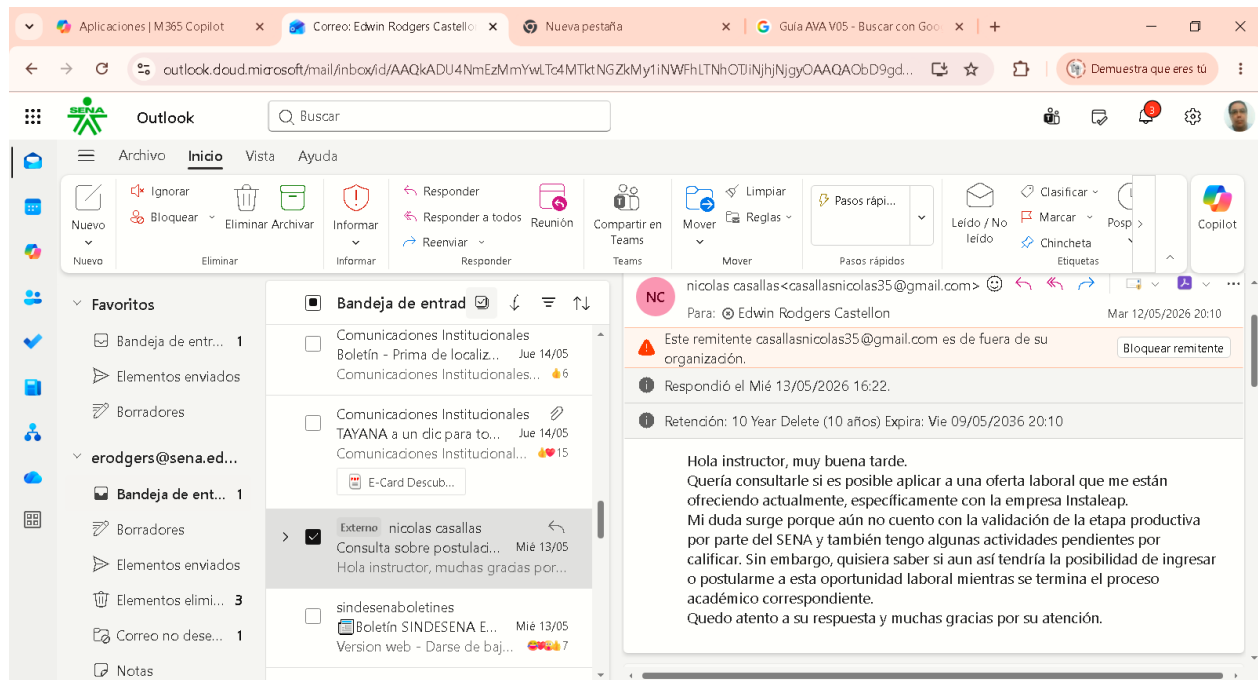 Aplicaciones | M365 Copilot
Correo: Edwin Rodgers Castello
Nueva pestaña
Guía AVA V05 - Buscar con Goo
outlook.cloud.microsoft/mail/inbox/id/AAQkADU4NmEzMmYwLTc4MTktNGZkMy1iNWFhLTNhOTJiNjhjNjgyOAAQAObD9gd...
Demuestra que eres tú
SENA
Outlook
Buscar
3
Archivo
Inicio
Vista
Ayuda
Nuevo
Ignorar
Bloquear
Eliminar
Archivar
Informar
Responder
Responder a todos
Reenviar
Reunión
Compartir en
Teams
Mover
Limpiar
Reglas
Pasos rápi...
Leído / No
leído
Clasificar
Marcar
Chincheta
Posp
Copilot
Nuevo
Eliminar
Informar
Responder
Teams
Mover
Pasos rápidos
Etiquetas
Favoritos
Bandeja de entr... 1
Elementos enviados
Borradores
erodgers@sena.ed...
Bandeja de ent... 1
Borradores
Elementos enviados
Elementos elimi... 3
Correo no dese... 1
Notas
Bandeja de entrad
Comunicaciones Institucionales
Boletín - Prima de localiz... Jue 14/05
Comunicaciones Institucionales... 6
Comunicaciones Institucionales
TAYANA a un clic para to... Jue 14/05
Comunicaciones Institucional... 15
E-Card Descub...
Externo nicolas casallas
Consulta sobre postulaci... Mié 13/05
Hola instructor, muchas gracias por...
sindesenaboletines
Boletín SINDESENA E... Mié 13/05
Version web - Darse de baj... 7
NC
nicolas casallas<casallasnicolas35@gmail.com>
Para: Edwin Rodgers Castellon
Mar 12/05/2026 20:10
Este remitente casallasnicolas35@gmail.com es de fuera de su
organización.
Bloquear remitente
Respondió el Mié 13/05/2026 16:22.
Retención: 10 Year Delete (10 años) Expira: Vie 09/05/2036 20:10
Hola instructor, muy buena tarde.
Quería consultarle si es posible aplicar a una oferta laboral que me están
ofreciendo actualmente, específicamente con la empresa Instaleap.
Mi duda surge porque aún no cuento con la validación de la etapa productiva
por parte del SENA y también tengo algunas actividades pendientes por
calificar. Sin embargo, quisiera saber si aun así tendría la posibilidad de ingresar
o postularme a esta oportunidad laboral mientras se termina el proceso
académico correspondiente.
Quedo atento a su respuesta y muchas gracias por su atención.